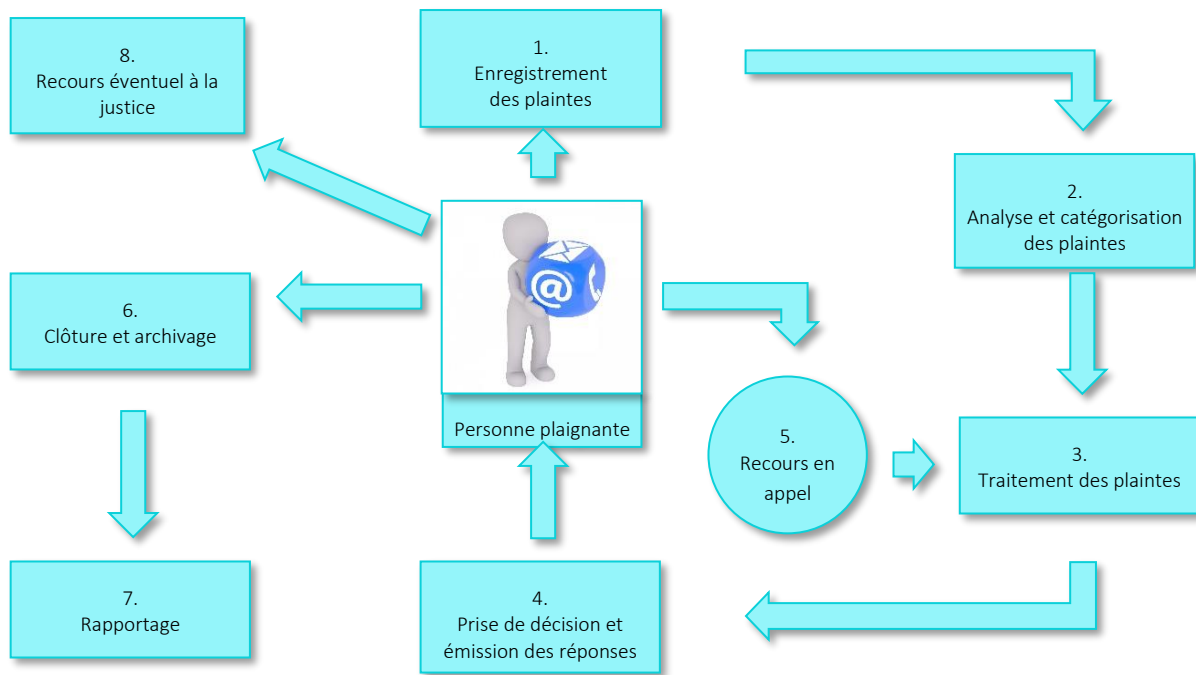 8.
Recours éventuel à la
justice
1.
Enregistrement
des plaintes
2.
Analyse et catégorisation
des plaintes
@
6.
Clôture et archivage
Personne plaignante
5.
Recours en
appel
3.
Traitement des plaintes
7.
Rapportage
4.
Prise de décision et
émission des réponses